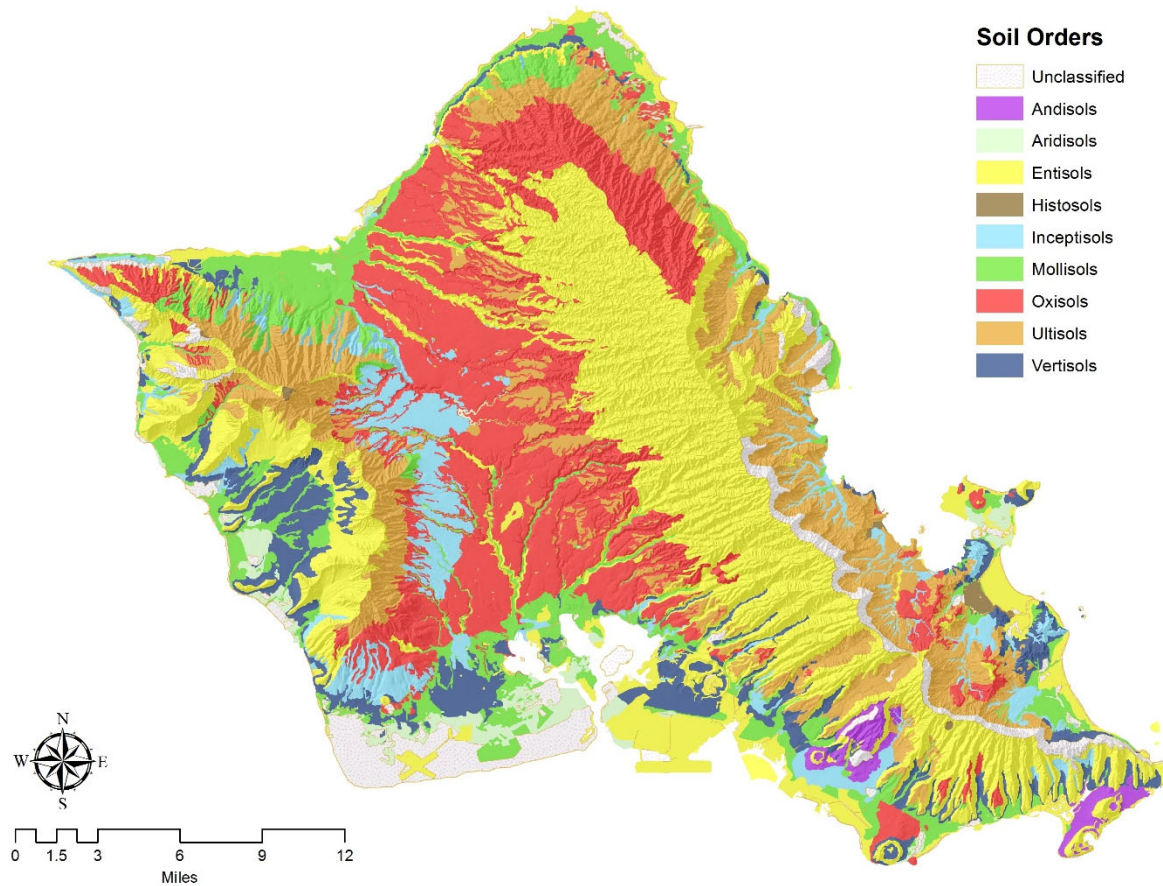 Soil Orders
Unclassified
Andisols
Aridisols
Entisols
Histosols
Inceptisols
Mollisols
Oxisols
Ultisols
Vertisols
N
W E
S
0 1.5 3 6 9 12
Miles